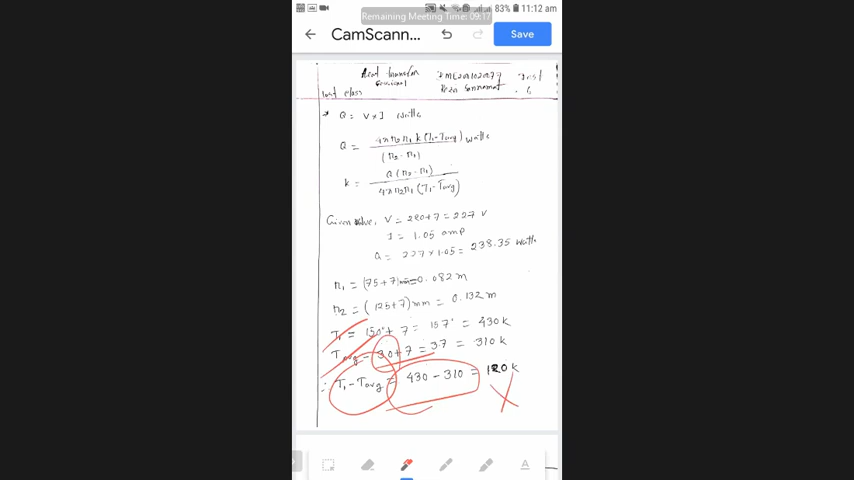 Remaining Meeting Time: 09:17
83% 11:12 am
CamScann... Save
Heat transfer
sessional
last class
* Q = V × I watts
Q = 4πr₂r₁k(T₁-Tavg) / (r₂-r₁) watts
k = Q(r₂-r₁) / 4πr₂r₁(T₁-Tavg)
Given value, V = 220+7 = 227 V
I = 1.05 amp
Q = 227 × 1.05 = 238.35 watts
r₁ = (75+7)mm = 0.082 m
r₂ = (125+7)mm = 0.132 m
T₁ = 150°+ 7 = 157° = 430 k
Tavg = 30+7 = 37 = 310 k
∴ T₁-Tavg = 430 - 310 = 120 k
A